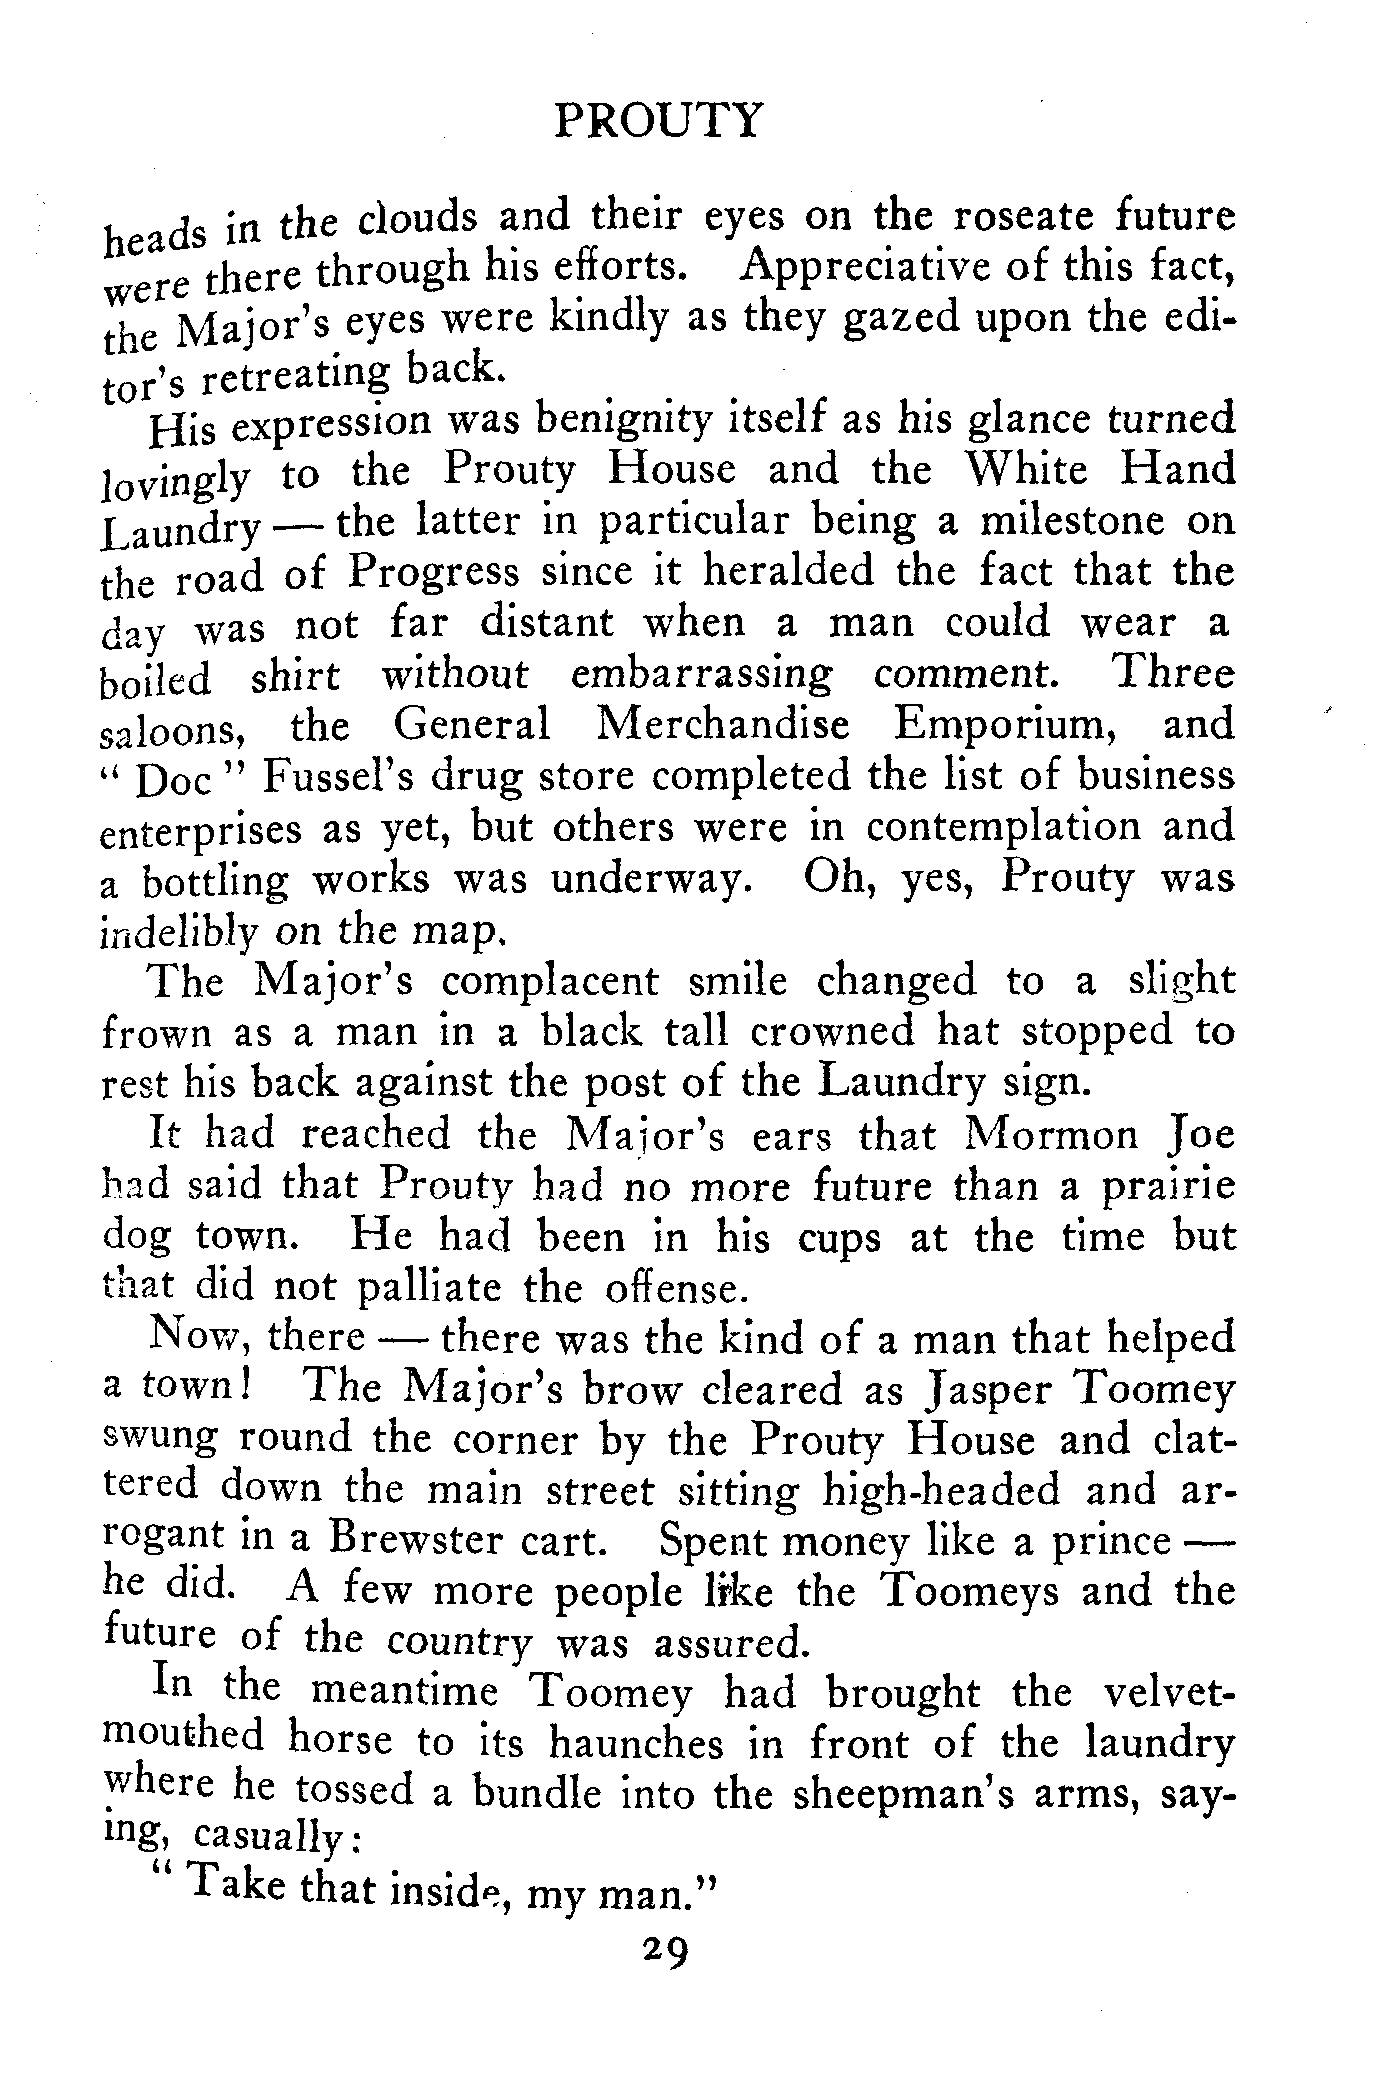 PROUTY
heads in the clouds and their eyes on the roseate future
were there through his efforts. Appreciative of this fact,
the Major's eyes were kindly as they gazed upon the edi-
tor's retreating back.
His expression was benignity itself as his glance turned
lovingly to the Prouty House and the White Hand
Laundry — the latter in particular being a milestone on
the road of Progress since it heralded the fact that the
day was not far distant when a man could wear a
boiled shirt without embarrassing comment. Three
saloons, the General Merchandise Emporium, and
" Doc " Fussel's drug store completed the list of business
enterprises as yet, but others were in contemplation and
a bottling works was underway. Oh, yes, Prouty was
indelibly on the map.
The Major's complacent smile changed to a slight
frown as a man in a black tall crowned hat stopped to
rest his back against the post of the Laundry sign.
It had reached the Major's ears that Mormon Joe
had said that Prouty had no more future than a prairie
dog town. He had been in his cups at the time but
that did not palliate the offense.
Now, there — there was the kind of a man that helped
a town! The Major's brow cleared as Jasper Toomey
swung round the corner by the Prouty House and clat-
tered down the main street sitting high-headed and ar-
rogant in a Brewster cart. Spent money like a prince —
he did. A few more people like the Toomeys and the
future of the country was assured.
In the meantime Toomey had brought the velvet-
mouthed horse to its haunches in front of the laundry
where he tossed a bundle into the sheepman's arms, say-
ing, casually:
" Take that inside, my man."
29